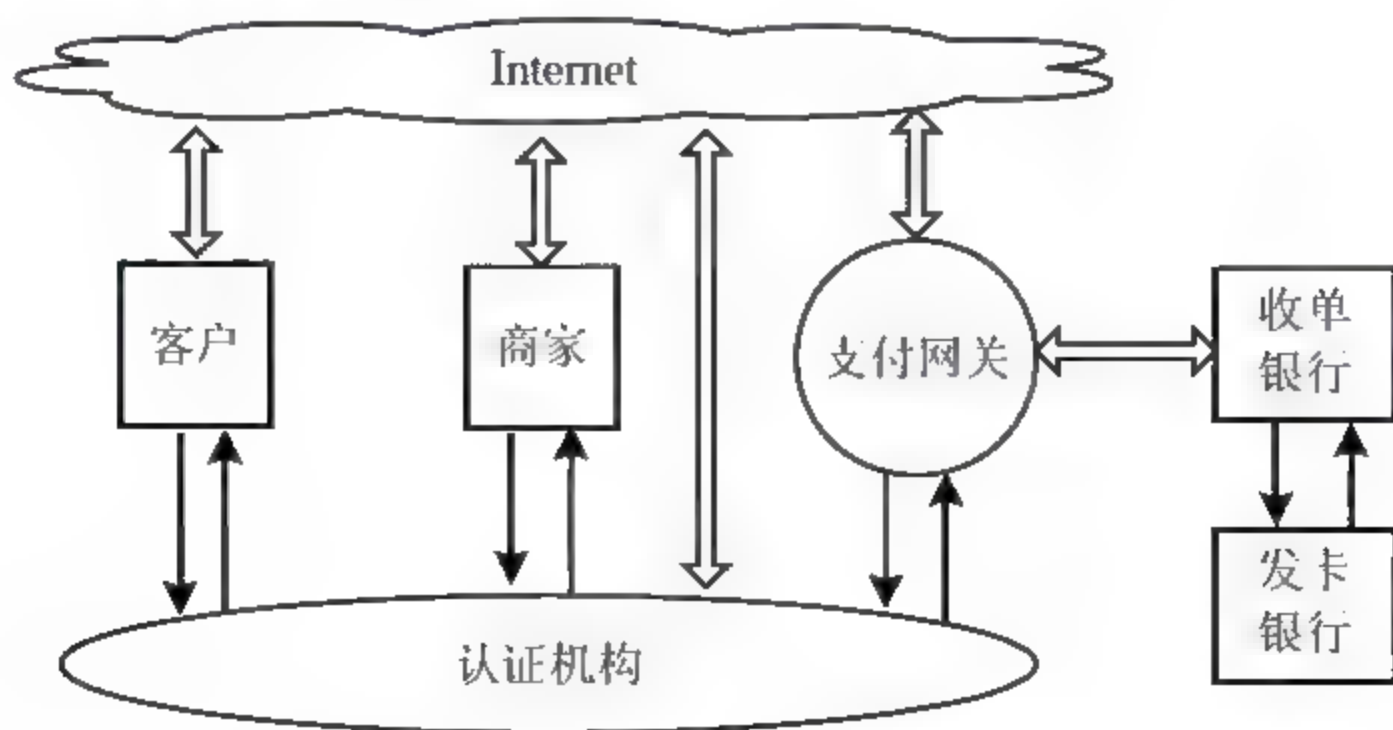 Internet
客户
商家
支付网关
收单
银行
发卡
银行
认证机构